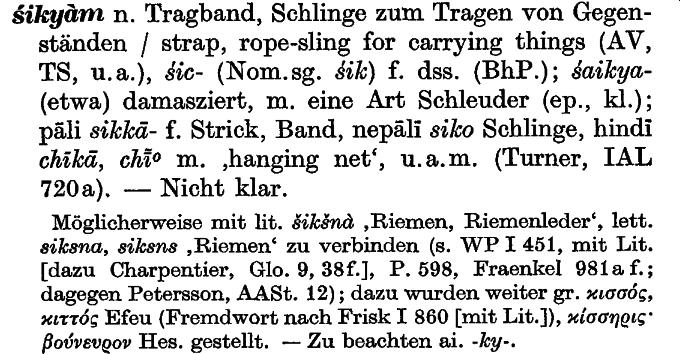 śikyàm n. Tragband, Schlinge zum Tragen von Gegen-
ständen / strap, rope-sling for carrying things (AV,
TS, u.a.), śic- (Nom.sg. śik) f. dss. (BhP.); śaikya-
(etwa) damasziert, m. eine Art Schleuder (ep., kl.);
pāli sikkā- f. Strick, Band, nepālī siko Schlinge, hindī
chīkā, chī̃° m. ‚hanging net‘, u.a.m. (Turner, IAL
720a). — Nicht klar.
Möglicherweise mit lit. šikšnà ‚Riemen, Riemenleder‘, lett.
siksna, siksns ‚Riemen‘ zu verbinden (s. WP I 451, mit Lit.
[dazu Charpentier, Glo. 9, 38f.], P. 598, Fraenkel 981a f.;
dagegen Petersson, AASt. 12); dazu wurden weiter gr. κισσός,
κιττός Efeu (Fremdwort nach Frisk I 860 [mit Lit.]), κίσσηρις·
βούνευρον Hes. gestellt. — Zu beachten ai. -ky-.